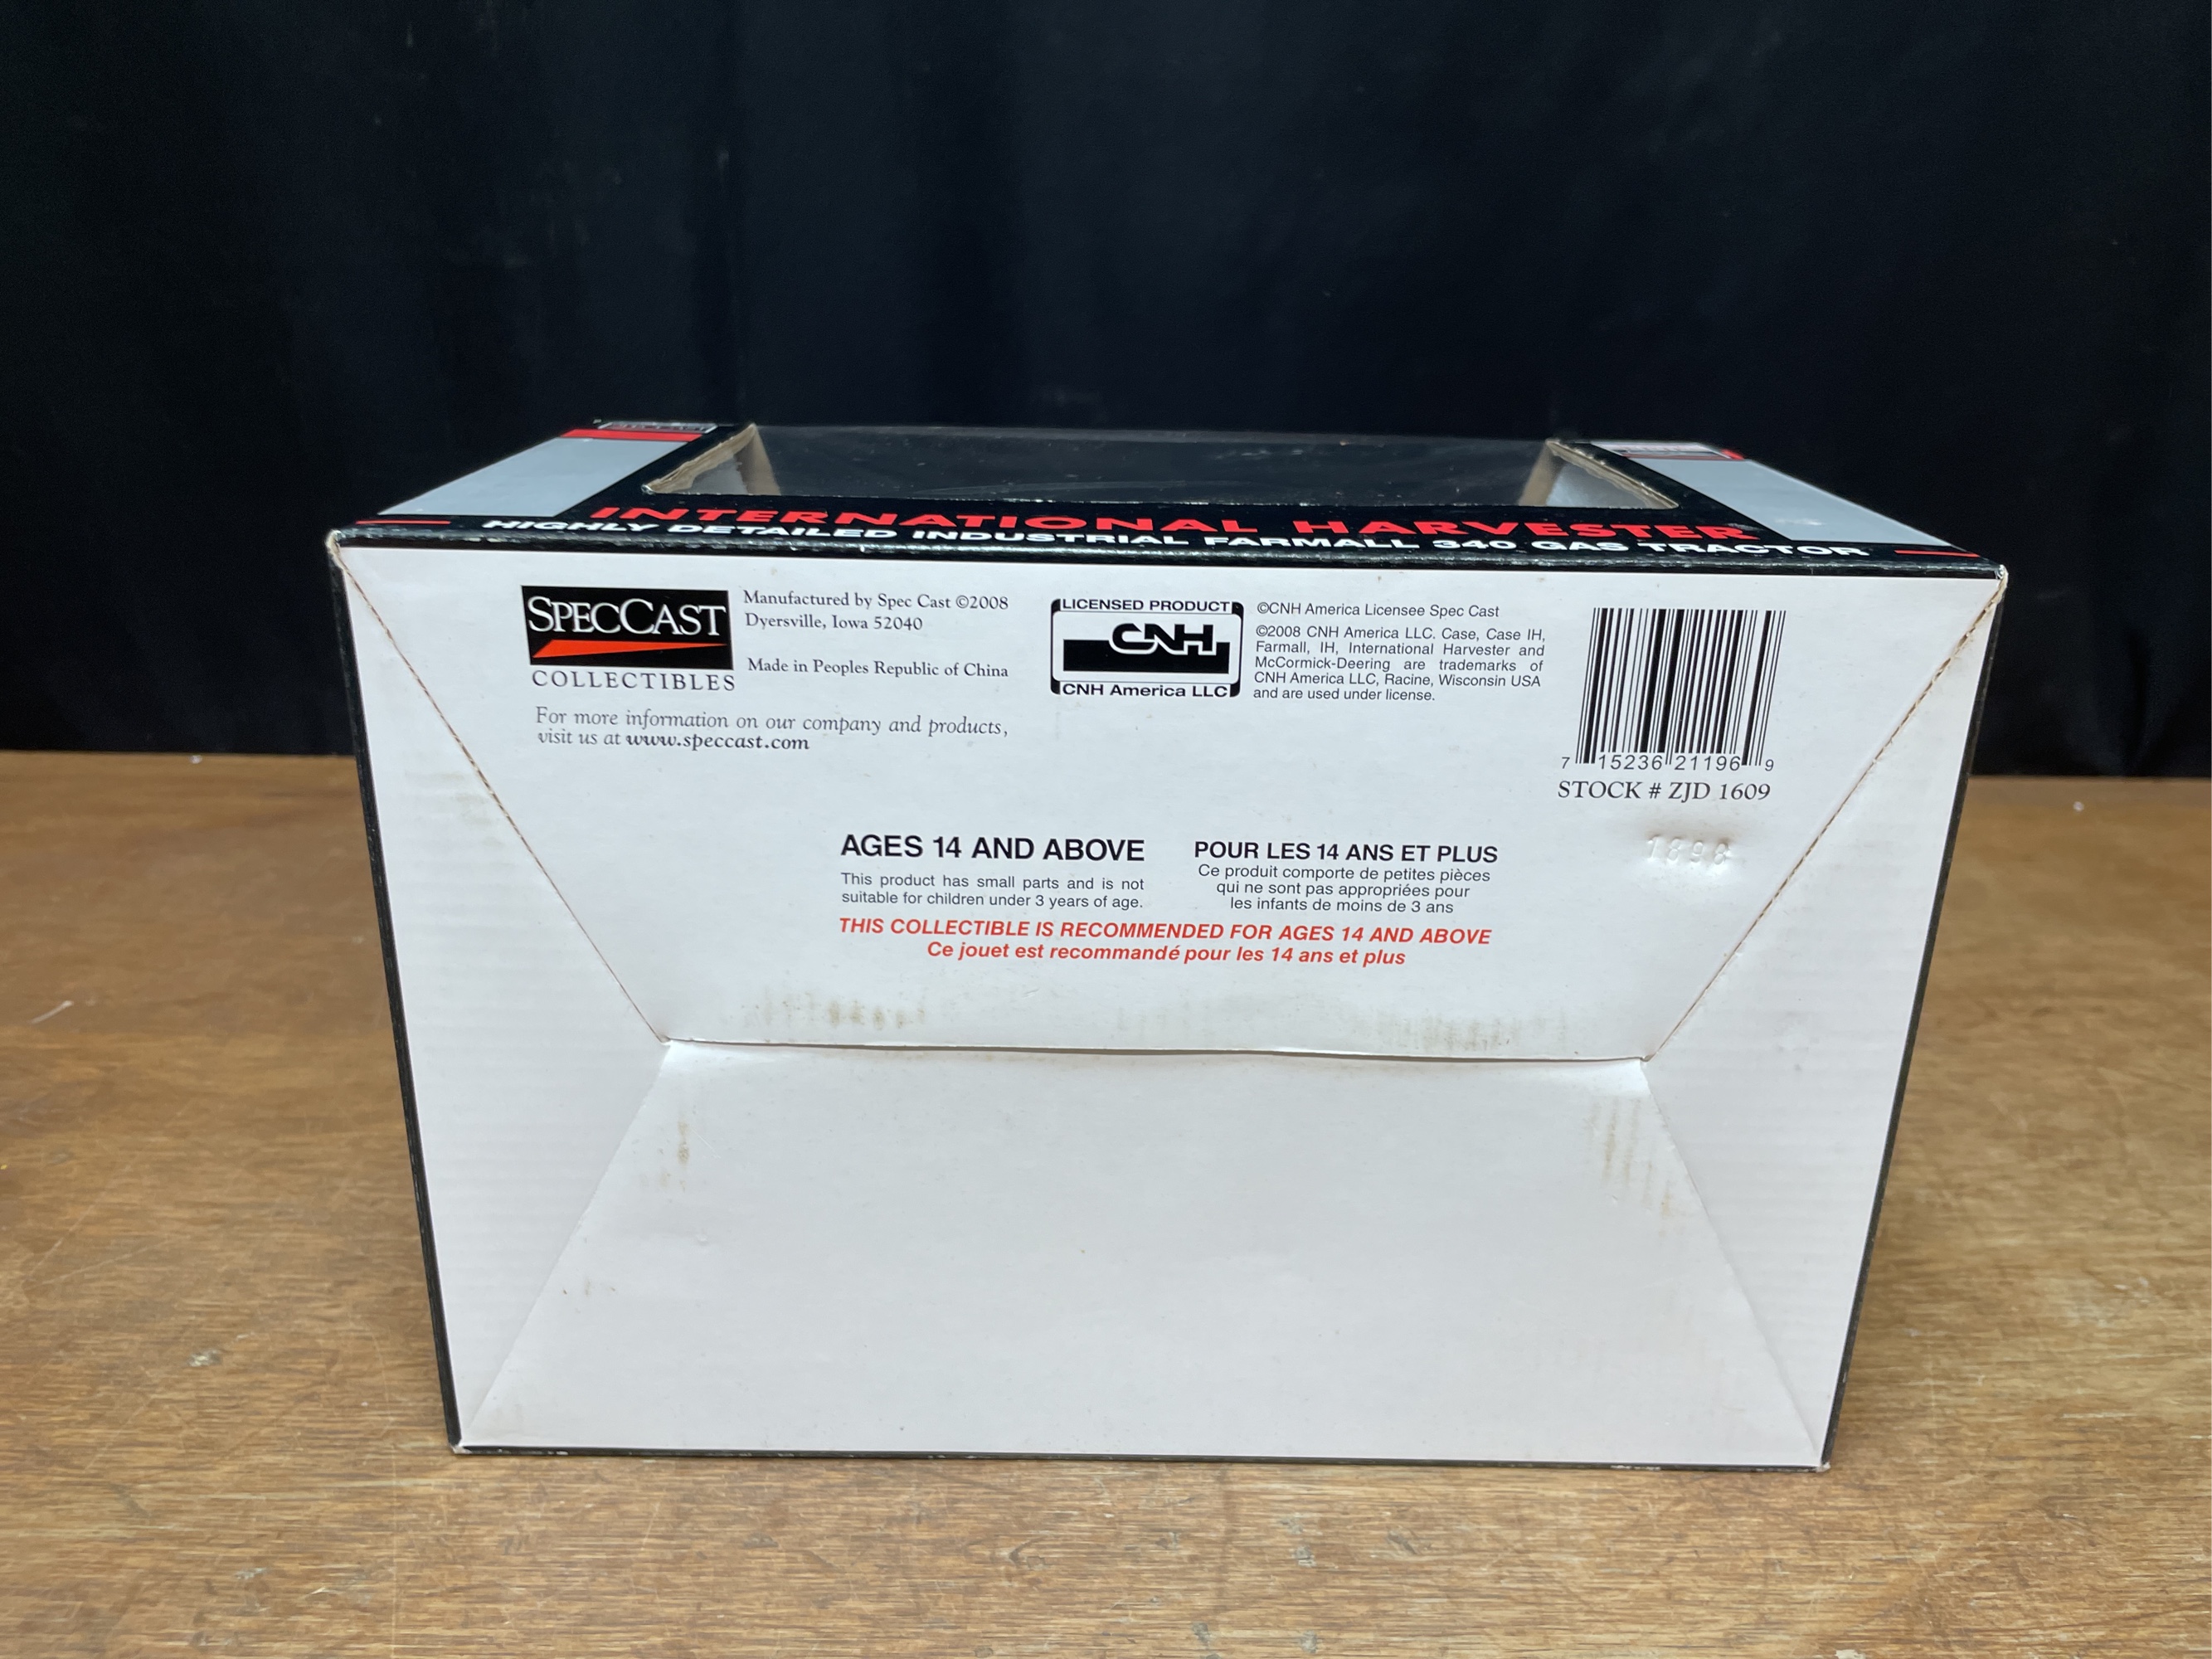 INTERNATIONAL HARVESTER
HIGHLY DETAILED INDUSTRIAL FARMALL 340 GAS TRACTOR
SPECCAST
COLLECTIBLES
Manufactured by Spec Cast ©2008
Dyersville, Iowa 52040
Made in Peoples Republic of China
For more information on our company and products,
visit us at www.speccast.com
LICENSED PRODUCT
CNH
CNH America LLC
©CNH America Licensee Spec Cast
©2008 CNH America LLC. Case, Case IH,
Farmall, IH, International Harvester and
McCormick-Deering are trademarks of
CNH America LLC, Racine, Wisconsin USA
and are used under license.
7 15236 21196 9
STOCK # ZJD 1609
1898
AGES 14 AND ABOVE
This product has small parts and is not
suitable for children under 3 years of age.
POUR LES 14 ANS ET PLUS
Ce produit comporte de petites pièces
qui ne sont pas appropriées pour
les infants de moins de 3 ans
THIS COLLECTIBLE IS RECOMMENDED FOR AGES 14 AND ABOVE
Ce jouet est recommandé pour les 14 ans et plus